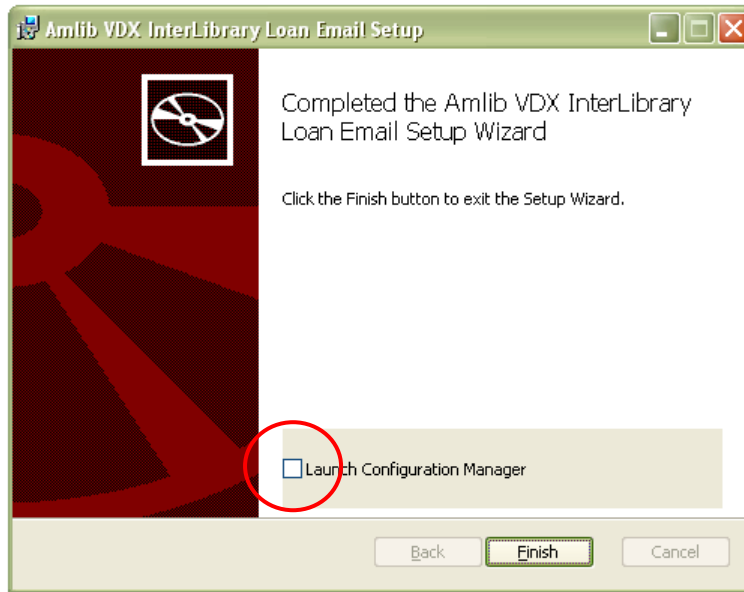 Amlib VDX InterLibrary Loan Email Setup
Completed the Amlib VDX InterLibrary
Loan Email Setup Wizard
Click the Finish button to exit the Setup Wizard.
Launch Configuration Manager
Back Finish Cancel